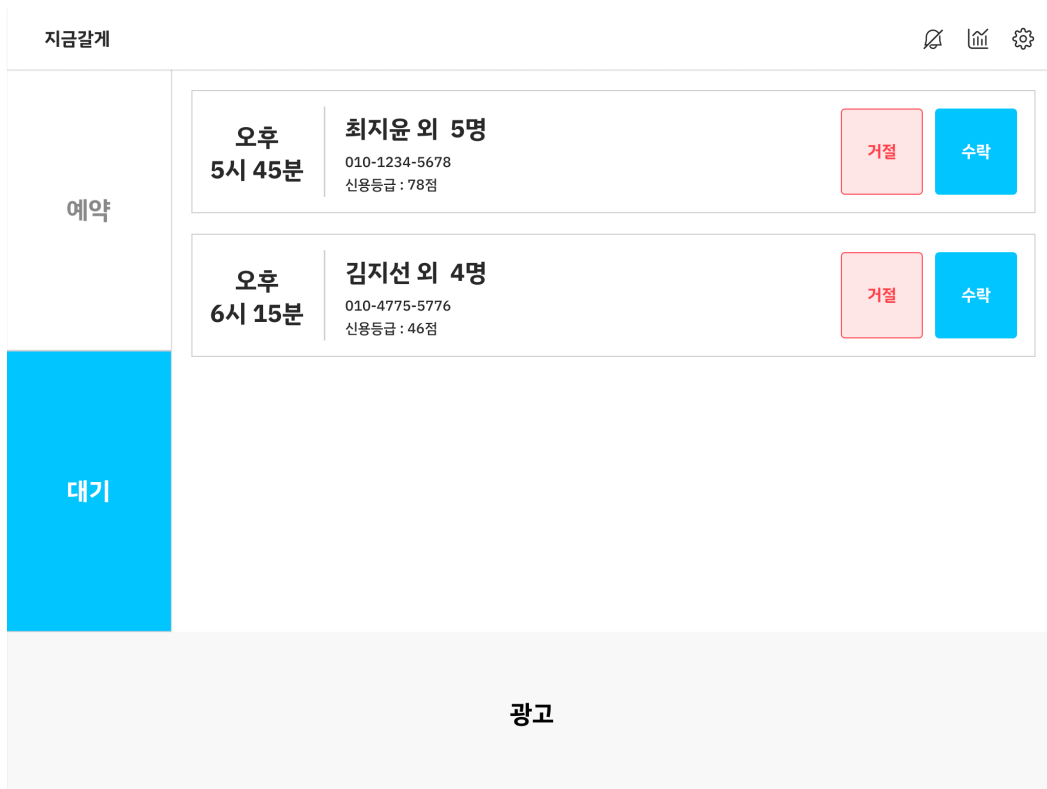 지금갈게
예약
대기
오후
5시 45분
최지윤 외 5명
010-1234-5678
신용등급 : 78점
거절
수락
오후
6시 15분
김지선 외 4명
010-4775-5776
신용등급 : 46점
거절
수락
광고